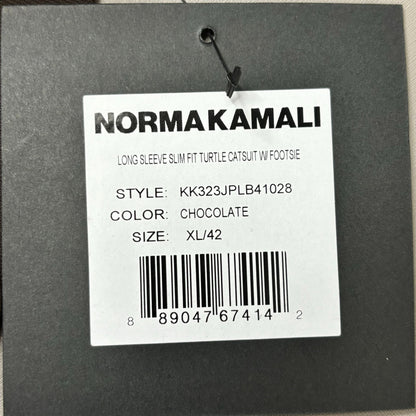 NORMA KAMALI
LONG SLEEVE SLIM FIT TURTLE CATSUIT W/ FOOTSIE
STYLE: KK323JPLB41028
COLOR: CHOCOLATE
SIZE: XL/42
8 89047 67414 2